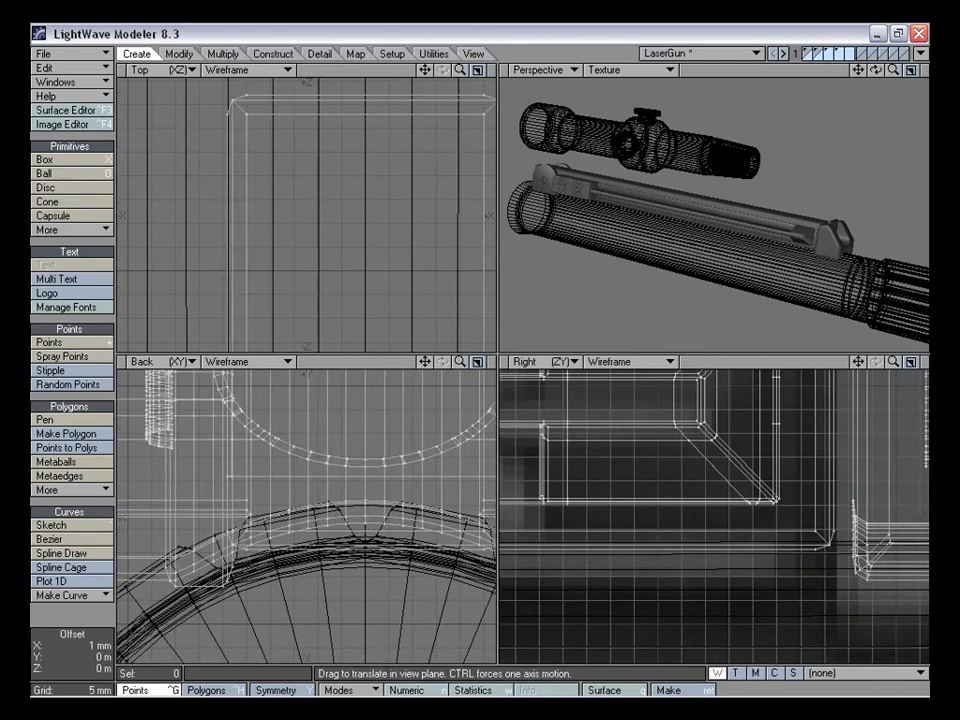 LightWave Modeler 8.3
File Create Modify Multiply Construct Detail Map Setup Utilities View LaserGun * 1
Edit Top (XZ) Wireframe Perspective Texture
Windows
Help
Surface Editor F3
Image Editor ^F4
Primitives
Box X
Ball O
Disc
Cone
Capsule
More
Text
Text
Multi Text
Logo
Manage Fonts
Points
Points +
Back (XY) Wireframe Right (ZY) Wireframe
Spray Points
Stipple
Random Points
Polygons
Pen
Make Polygon
Points to Polys
Metaballs
Metaedges
More
Curves
Sketch
Bezier
Spline Draw
Spline Cage
Plot 1D
Make Curve
Offset
X: 1 mm
Y: 0 m
Z: 0 m
Sel: 0 Drag to translate in view plane. CTRL forces one axis motion. W T M C S (none)
Grid: 5 mm Points ^G Polygons ^H Symmetry Y Modes Numeric n Statistics w Info i Surface q Make ret